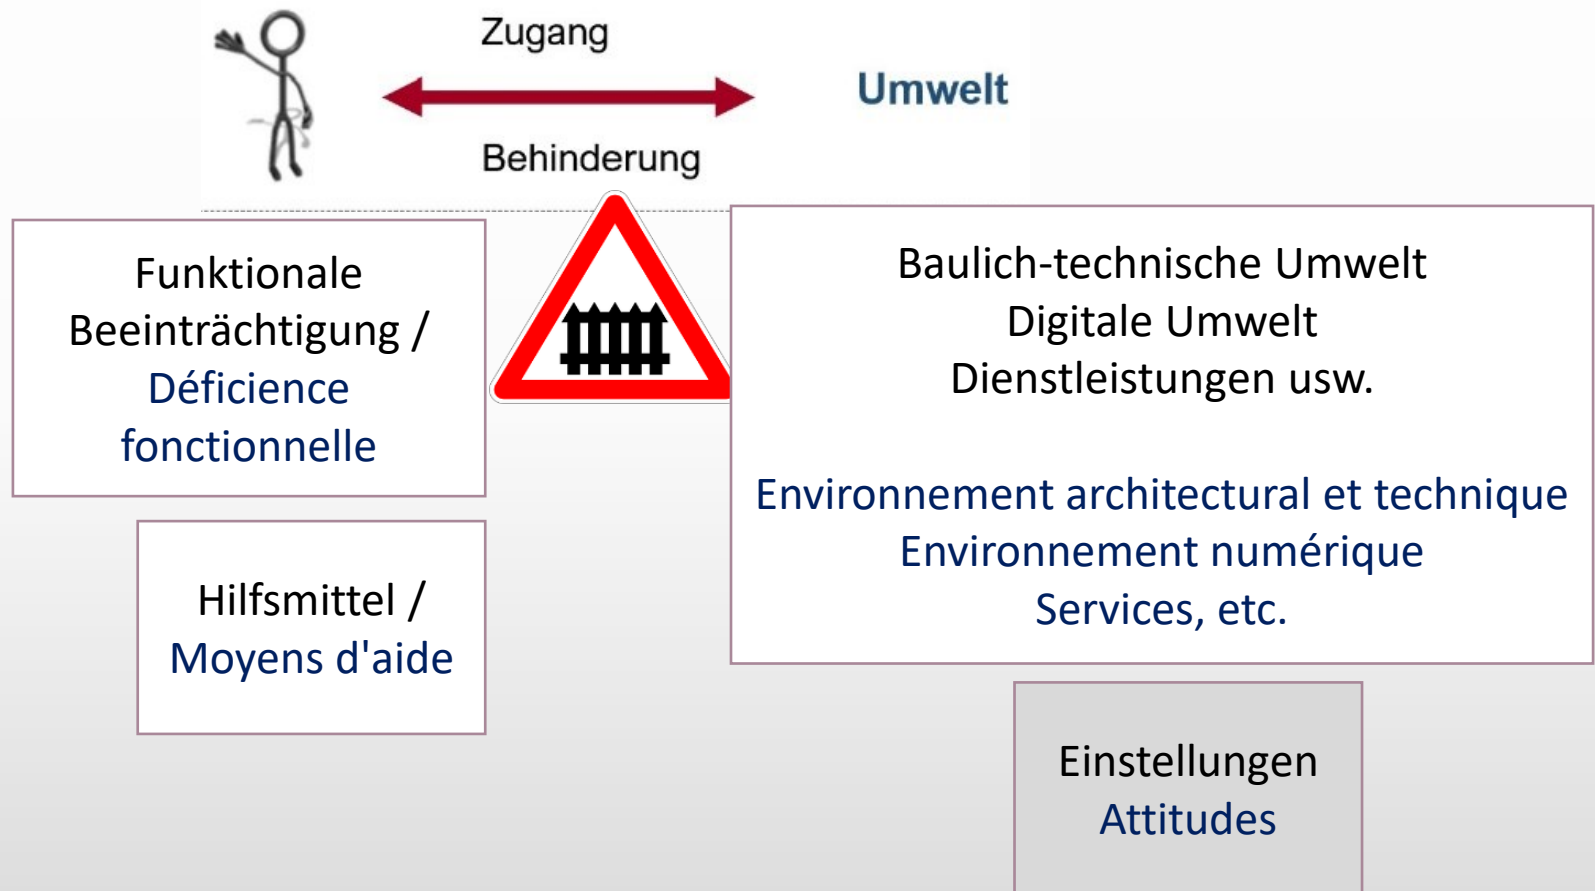 Zugang
Umwelt
Behinderung
Funktionale
Beeinträchtigung /
Déficience
fonctionnelle
Hilfsmittel /
Moyens d'aide
Baulich-technische Umwelt
Digitale Umwelt
Dienstleistungen usw.
Environnement architectural et technique
Environnement numérique
Services, etc.
Einstellungen
Attitudes